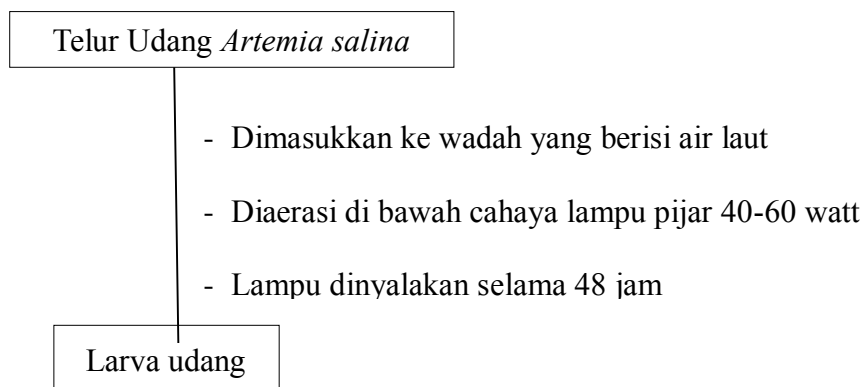 Telur Udang Artemia salina
- Dimasukkan ke wadah yang berisi air laut
- Diaerasi di bawah cahaya lampu pijar 40-60 watt
- Lampu dinyalakan selama 48 jam
Larva udang